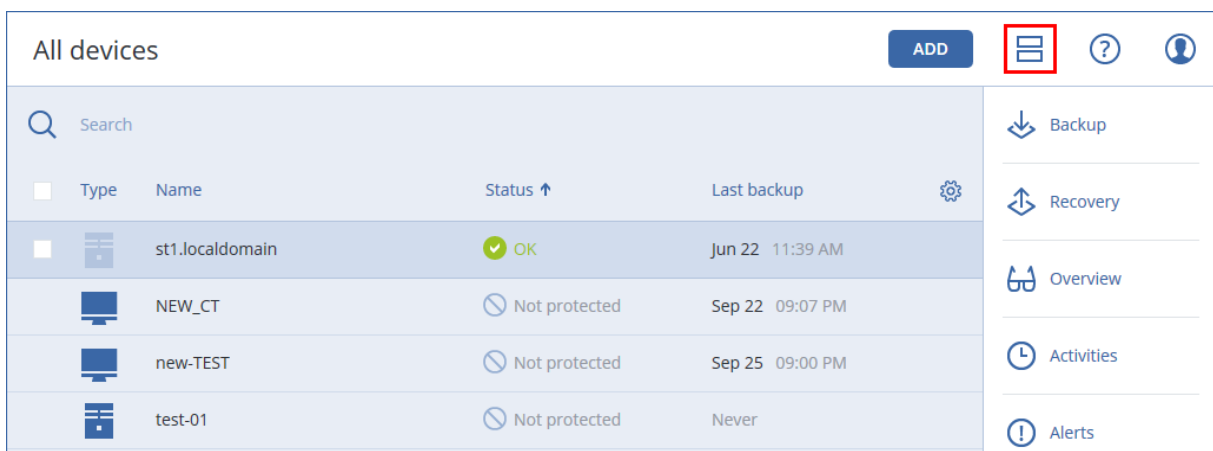 All devices ADD ?
Search
Type Name Status Last backup
st1.localdomain OK Jun 22 11:39 AM
NEW_CT Not protected Sep 22 09:07 PM
new-TEST Not protected Sep 25 09:00 PM
test-01 Not protected Never
Backup
Recovery
Overview
Activities
Alerts